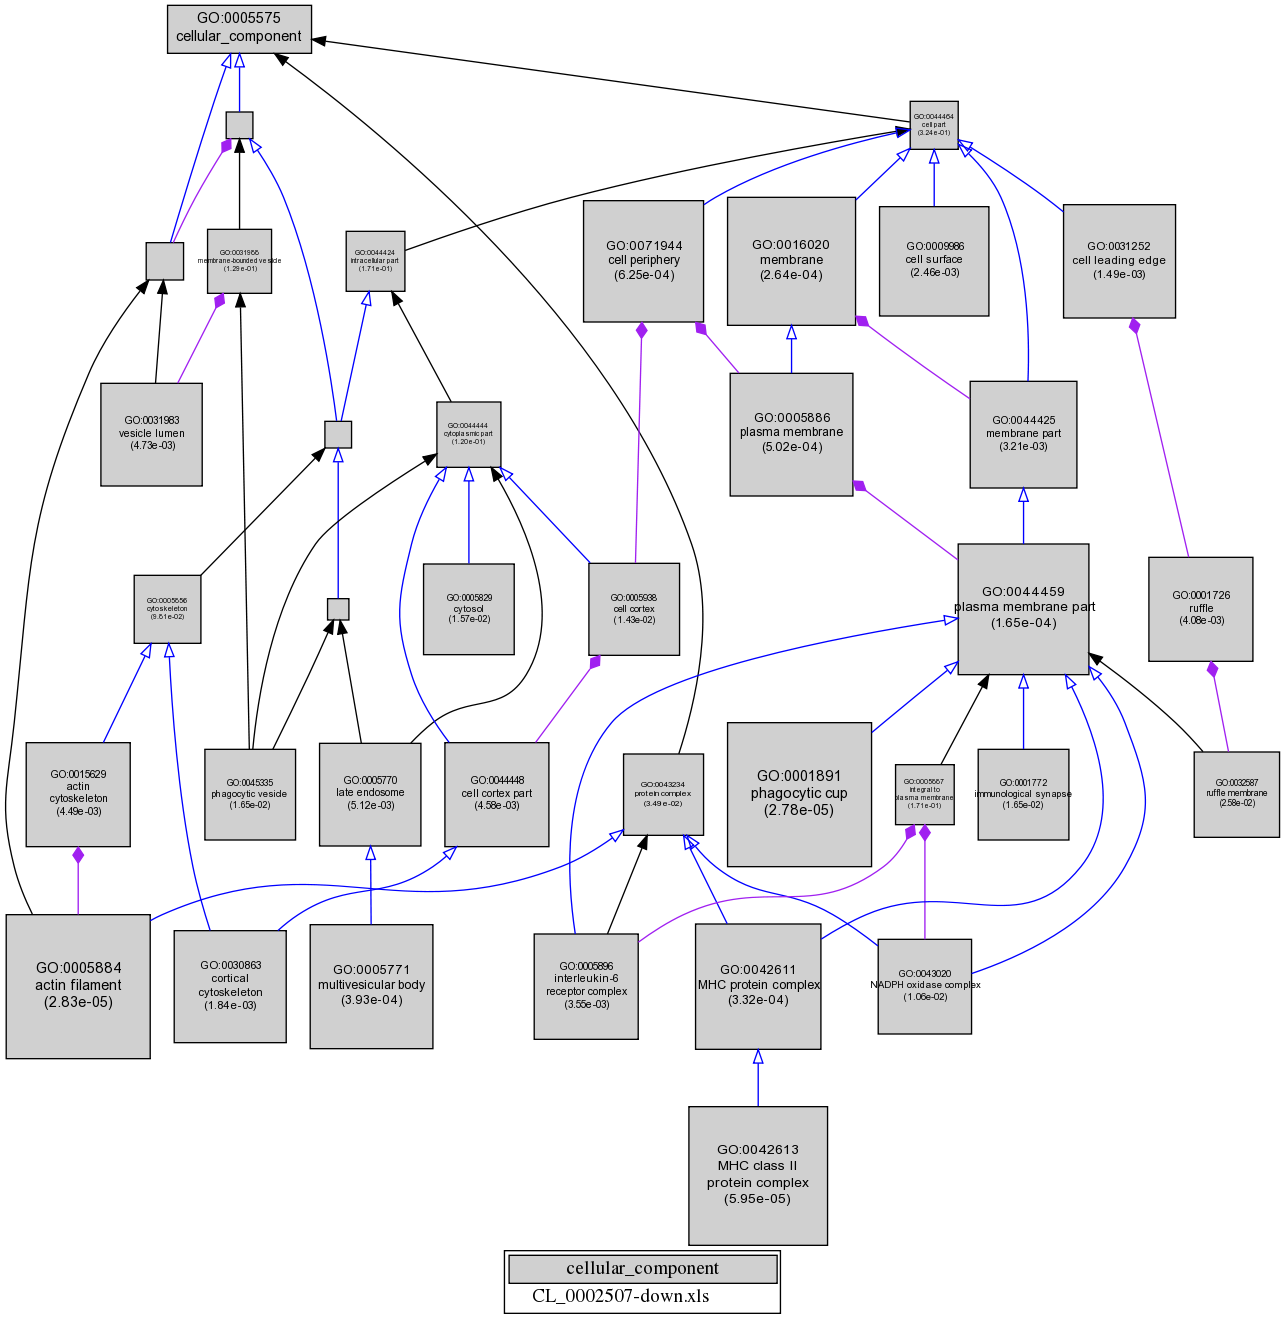 GO:0005575
cellular_component
GO:0044464
cell part
(3.24e-01)
GO:0031988
membrane-bounded vesicle
(1.29e-01)
GO:0044424
intracellular part
(1.71e-01)
GO:0071944
cell periphery
(6.25e-04)
GO:0016020
membrane
(2.64e-04)
GO:0009986
cell surface
(2.46e-03)
GO:0031252
cell leading edge
(1.49e-03)
GO:0031983
vesicle lumen
(4.73e-03)
GO:0044444
cytoplasmic part
(1.20e-01)
GO:0005886
plasma membrane
(5.02e-04)
GO:0044425
membrane part
(3.21e-03)
GO:0005856
cytoskeleton
(9.81e-02)
GO:0005829
cytosol
(1.57e-02)
GO:0005938
cell cortex
(1.43e-02)
GO:0044459
plasma membrane part
(1.65e-04)
GO:0001726
ruffle
(4.08e-03)
GO:0015629
actin
cytoskeleton
(4.49e-03)
GO:0045335
phagocytic vesicle
(1.65e-02)
GO:0005770
late endosome
(5.12e-03)
GO:0044448
cell cortex part
(4.58e-03)
GO:0043234
protein complex
(3.49e-02)
GO:0001891
phagocytic cup
(2.78e-05)
GO:0005887
integral to
plasma membrane
(1.71e-01)
GO:0001772
immunological synapse
(1.65e-02)
GO:0032587
ruffle membrane
(2.58e-02)
GO:0005884
actin filament
(2.83e-05)
GO:0030863
cortical
cytoskeleton
(1.84e-03)
GO:0005771
multivesicular body
(3.93e-04)
GO:0005896
interleukin-6
receptor complex
(3.55e-03)
GO:0042611
MHC protein complex
(3.32e-04)
GO:0043020
NADPH oxidase complex
(1.06e-02)
GO:0042613
MHC class II
protein complex
(5.95e-05)
cellular_component
CL_0002507-down.xls